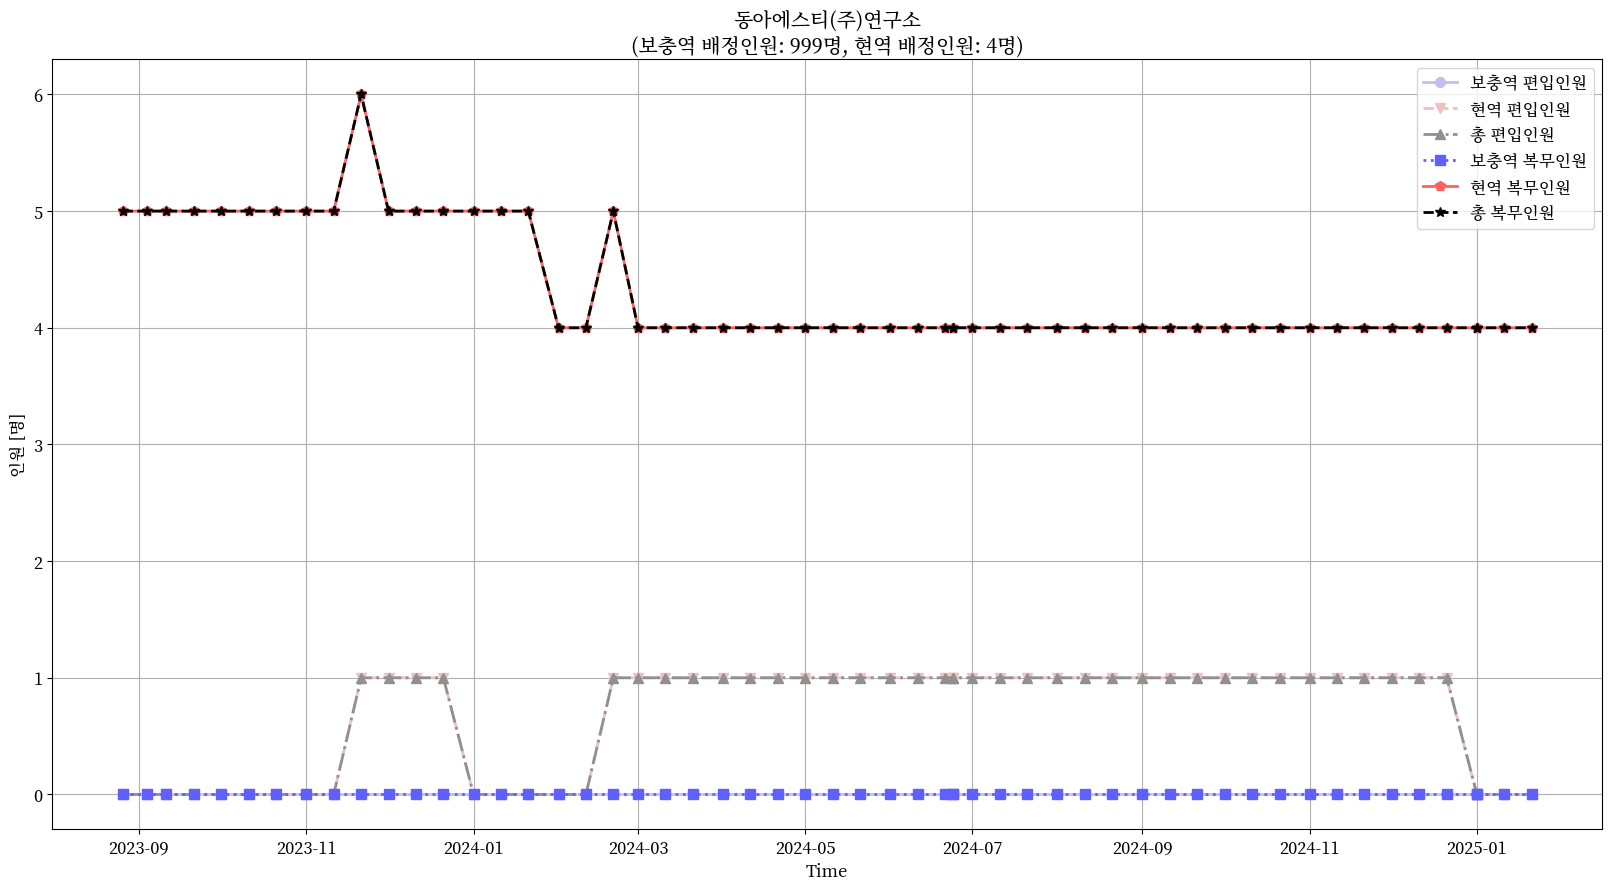 동아에스티(주)연구소
(보충역 배정인원: 999명, 현역 배정인원: 4명)
보충역 편입인원
현역 편입인원
총 편입인원
보충역 복무인원
현역 복무인원
총 복무인원
인원 [명]
6
5
4
3
2
1
0
2023-09
2023-11
2024-01
2024-03
2024-05
2024-07
2024-09
2024-11
2025-01
Time